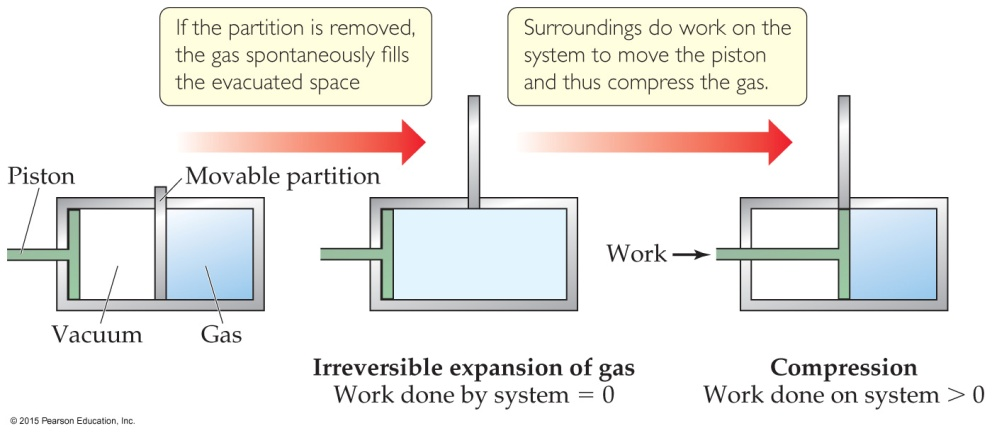 If the partition is removed,
the gas spontaneously fills
the evacuated space
Surroundings do work on the
system to move the piston
and thus compress the gas.
Piston
Movable partition
Work
Vacuum
Gas
Irreversible expansion of gas
Work done by system = 0
Compression
Work done on system > 0
© 2015 Pearson Education, Inc.